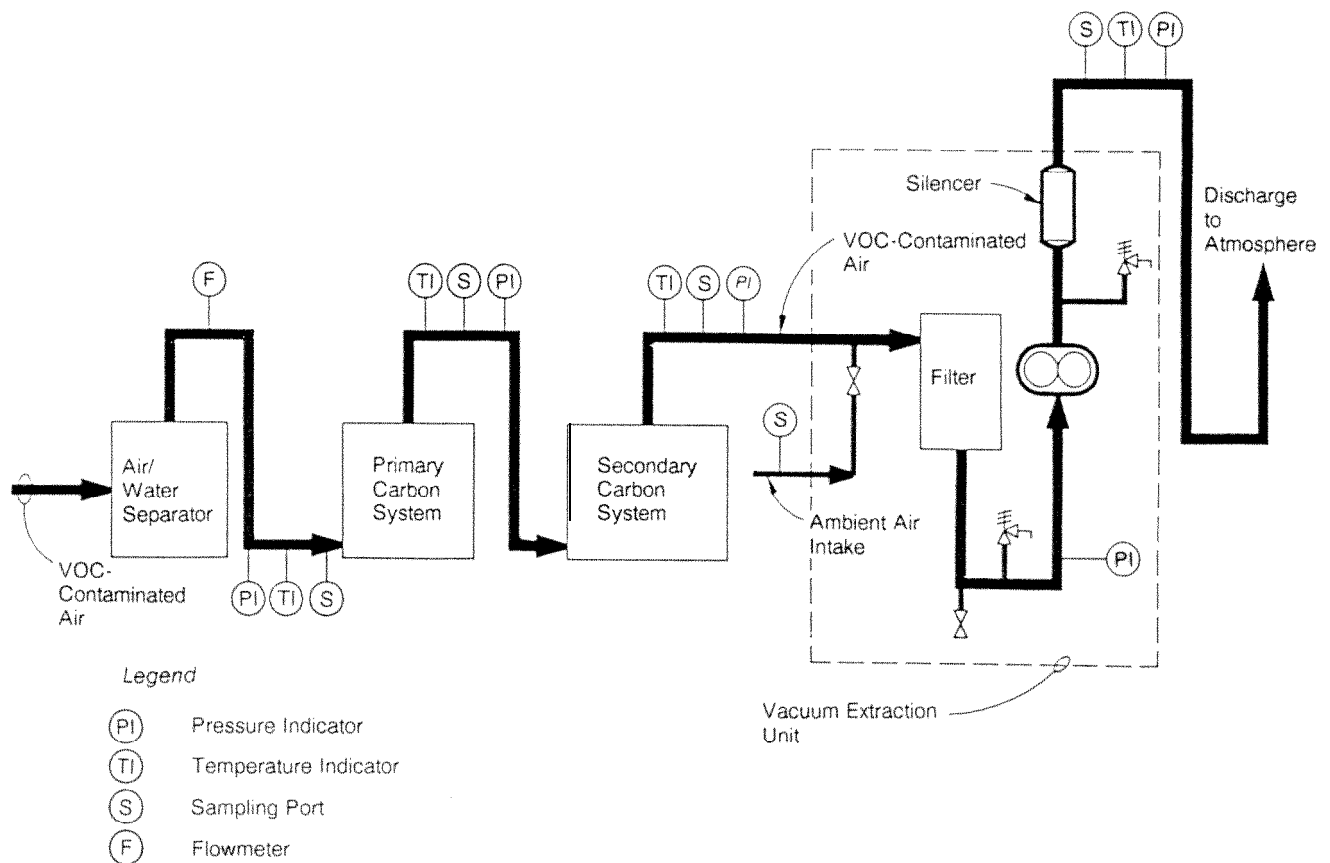 S
TI
PI
Silencer
Discharge
to
Atmosphere
VOC-Contaminated
Air
F
TI
S
PI
TI
S
PI
Filter
S
Air/
Water
Separator
Primary
Carbon
System
Secondary
Carbon
System
Ambient Air
Intake
VOC-
Contaminated
Air
PI
TI
S
PI
Vacuum Extraction
Unit
Legend
PI Pressure Indicator
TI Temperature Indicator
S Sampling Port
F Flowmeter